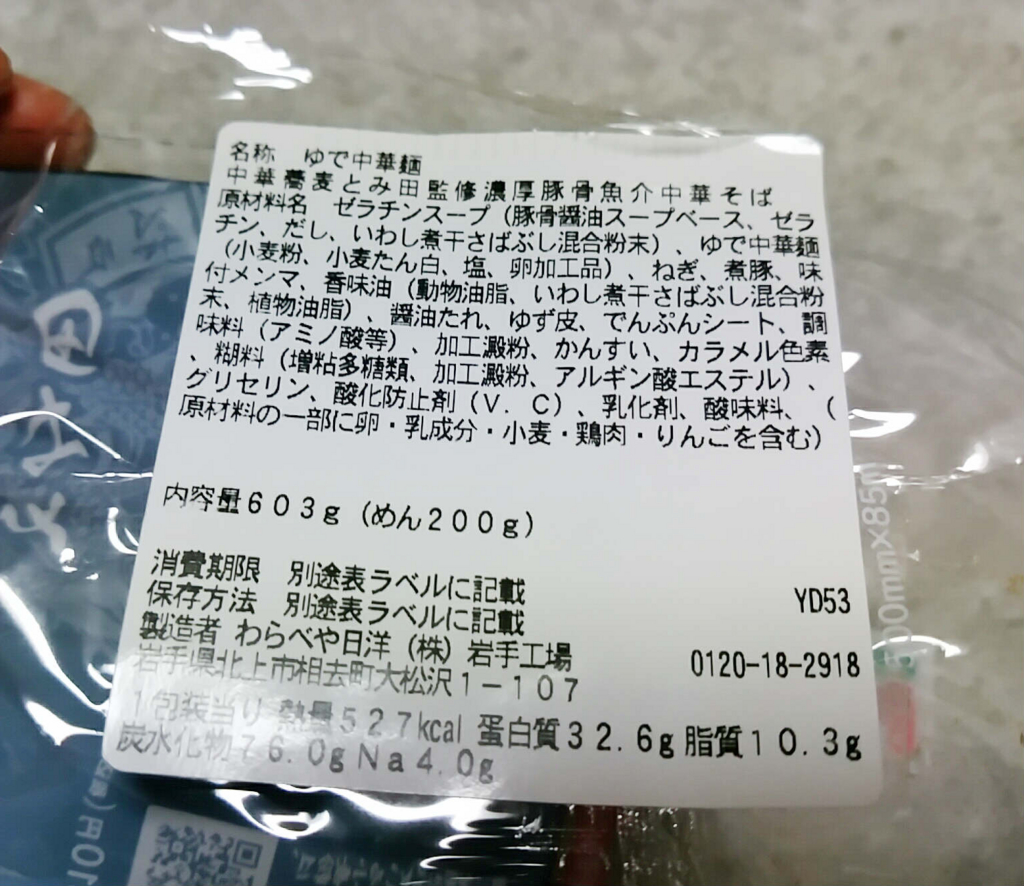 名称　ゆで中華麺
中華蕎麦とみ田監修濃厚豚骨魚介中華そば
原材料名　ゼラチンスープ（豚骨醤油スープベース、ゼラ
チン、だし、いわし煮干さばぶし混合粉末）、ゆで中華麺
（小麦粉、小麦たん白、塩、卵加工品）、ねぎ、煮豚、味
付メンマ、香味油（動物油脂、いわし煮干さばぶし混合粉
末、植物油脂）、醤油たれ、ゆず皮、でんぷんシート、調
味料（アミノ酸等）、加工澱粉、かんすい、カラメル色素
、糊料（増粘多糖類、加工澱粉、アルギン酸エステル）、
グリセリン、酸化防止剤（Ｖ．Ｃ）、乳化剤、酸味料、（
原材料の一部に卵・乳成分・小麦・鶏肉・りんごを含む）
内容量６０３ｇ（めん２００ｇ）
消費期限　別途表ラベルに記載
保存方法　別途表ラベルに記載
YD53
製造者　わらべや日洋（株）岩手工場
0120-18-2918
岩手県北上市相去町大松沢１－１０７
１包装当り　熱量５２７kcal 蛋白質３２．６g 脂質１０．３g
炭水化物７６．０g Ｎａ４．０g
00mm×85